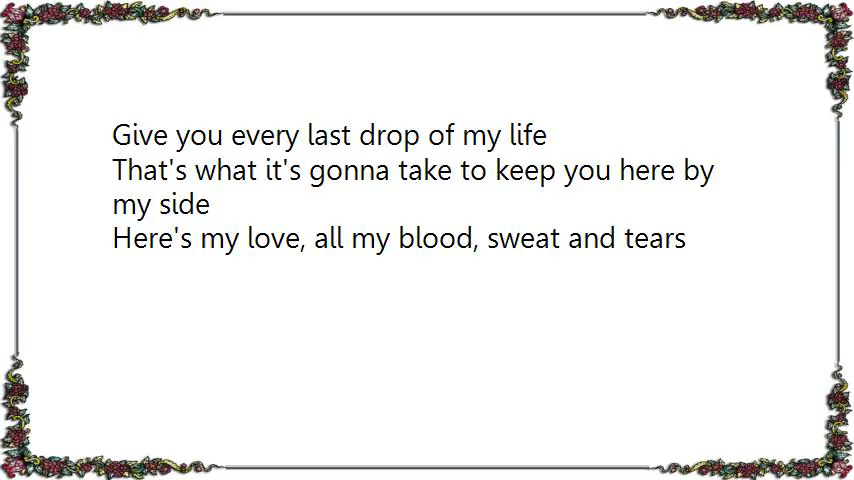 Give you every last drop of my life
That's what it's gonna take to keep you here by
my side
Here's my love, all my blood, sweat and tears